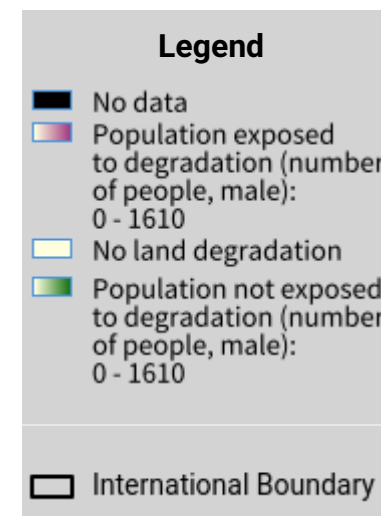 Legend
No data
Population exposed
to degradation (number
of people, male):
0 - 1610
No land degradation
Population not exposed
to degradation (number
of people, male):
0 - 1610
International Boundary